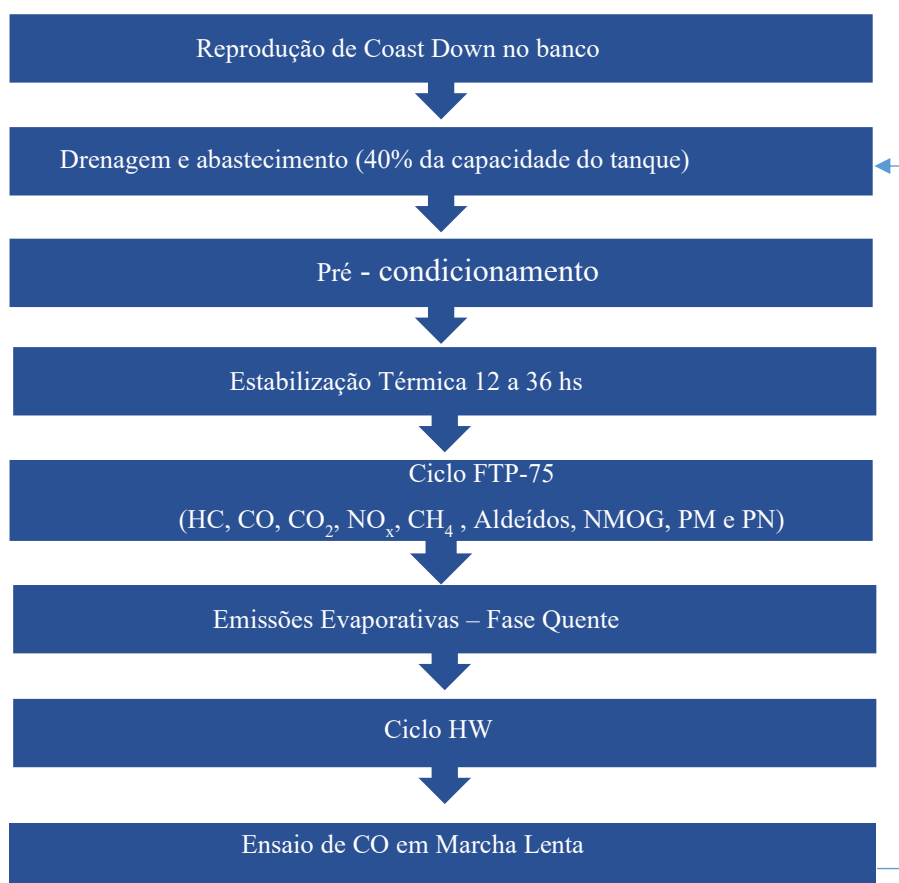 Reprodução de Coast Down no banco
Drenagem e abastecimento (40% da capacidade do tanque)
Pré - condicionamento
Estabilização Térmica 12 a 36 hs
Ciclo FTP-75
(HC, CO, CO₂, NOₓ, CH₄ , Aldeídos, NMOG, PM e PN)
Emissões Evaporativas – Fase Quente
Ciclo HW
Ensaio de CO em Marcha Lenta